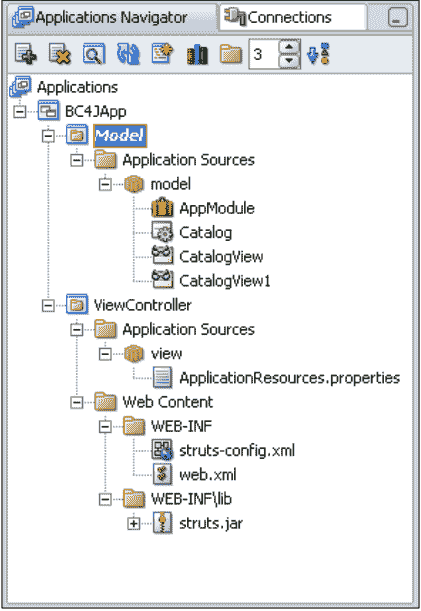 Applications Navigator Connections
3
Applications
BC4JApp
Model
Application Sources
model
AppModule
Catalog
CatalogView
CatalogView1
ViewController
Application Sources
view
ApplicationResources.properties
Web Content
WEB-INF
struts-config.xml
web.xml
WEB-INF\lib
struts.jar